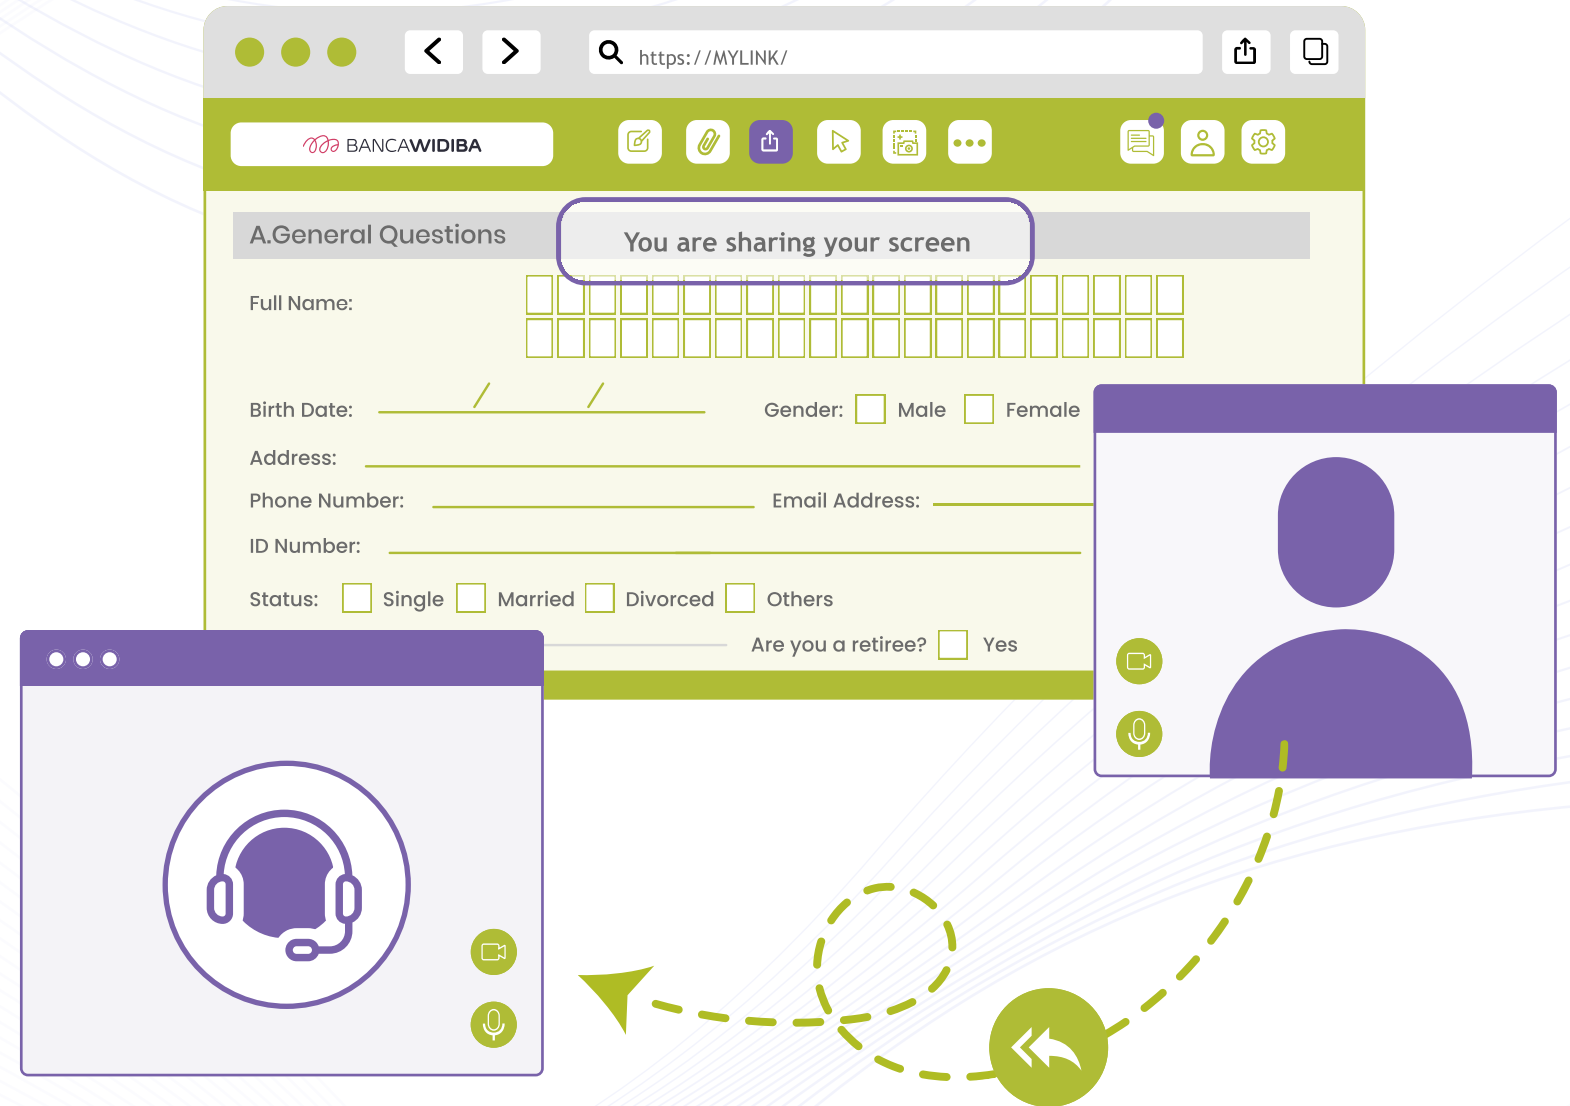 https://MYLINK/
BANCAWIDIBA
A.General Questions
You are sharing your screen
Full Name:
Birth Date: / / Gender: Male Female
Address:
Phone Number: Email Address:
ID Number:
Status: Single Married Divorced Others
Are you a retiree? Yes